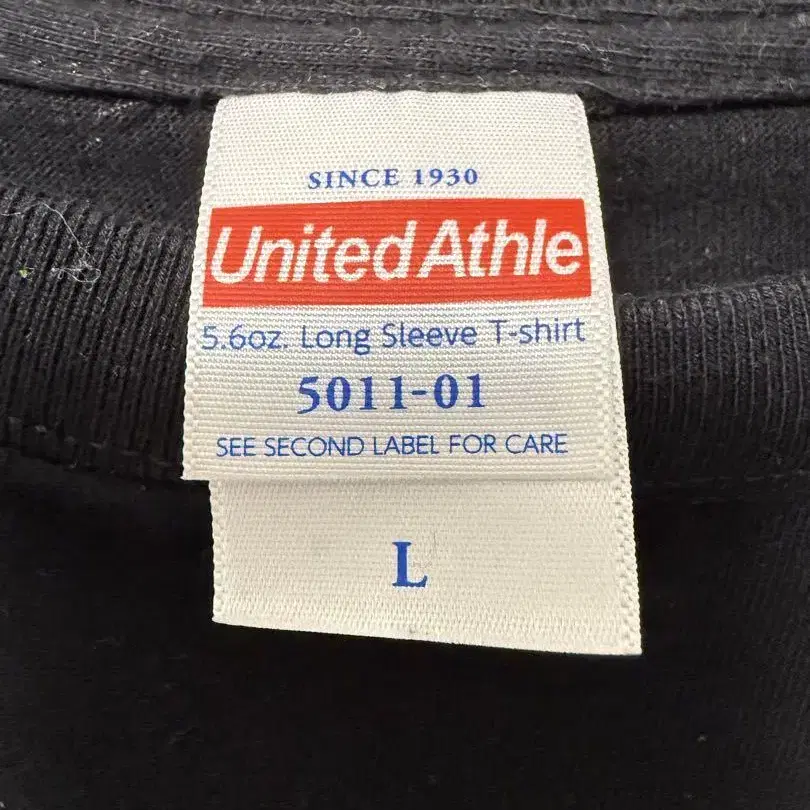 SINCE 1930
United Athle
5.6oz. Long Sleeve T-shirt
5011-01
SEE SECOND LABEL FOR CARE
L